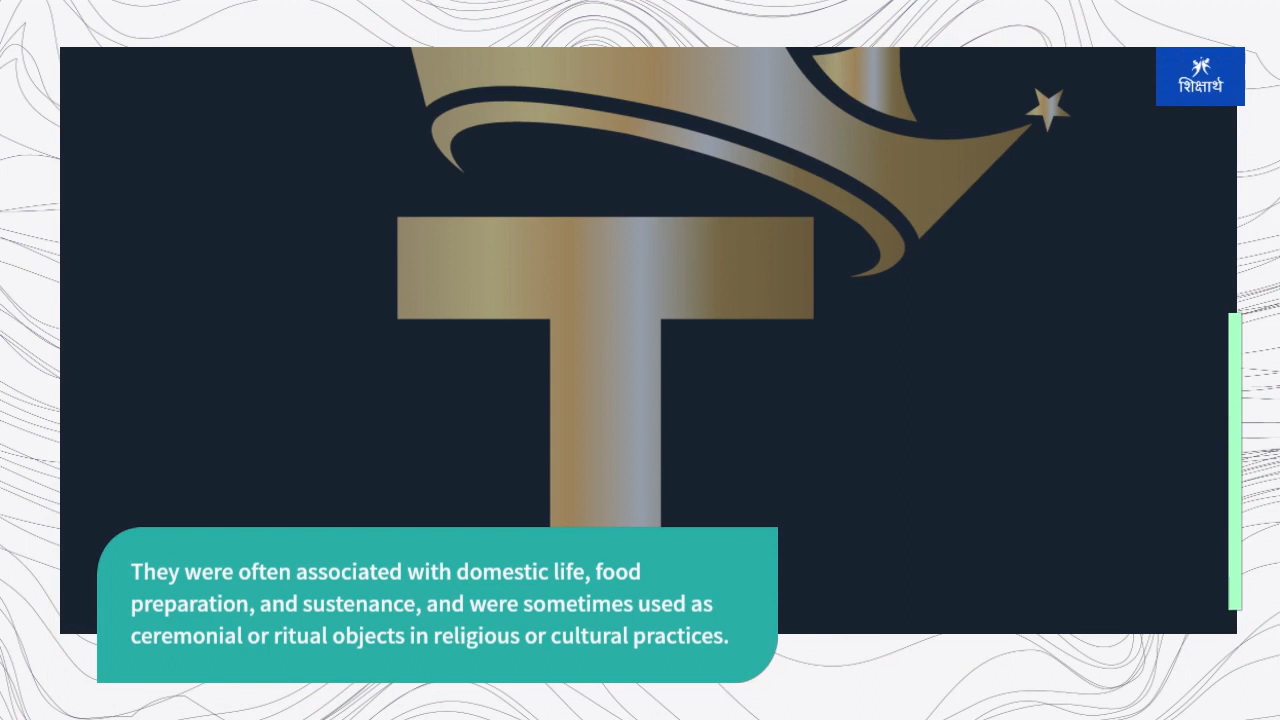 शिक्षार्थ
T
They were often associated with domestic life, food
preparation, and sustenance, and were sometimes used as
ceremonial or ritual objects in religious or cultural practices.